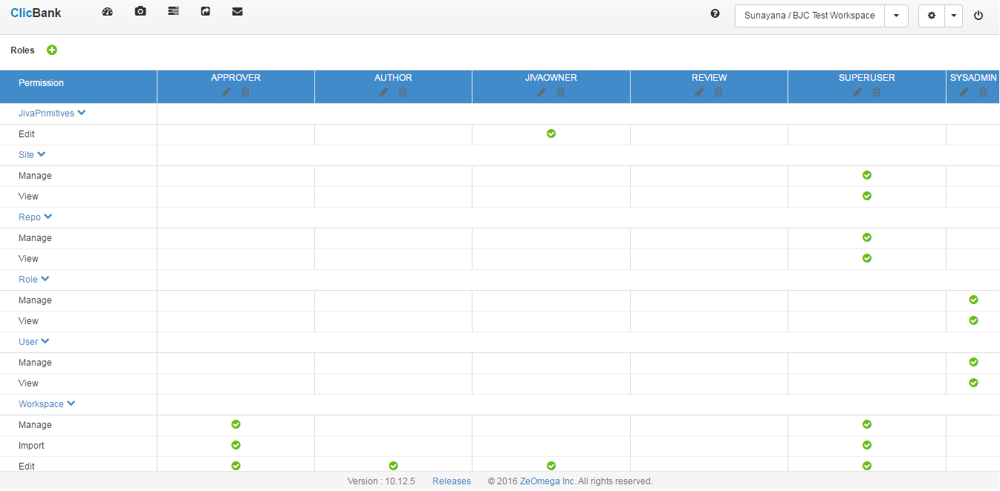 ClicBank Sunayana / BJC Test Workspace
Roles
Permission APPROVER AUTHOR JIVAOWNER REVIEW SUPERUSER SYSADMIN
JivaPrimitives
Edit
Site
Manage
View
Repo
Manage
View
Role
Manage
View
User
Manage
View
Workspace
Manage
Import
Edit
Version : 10.12.5 Releases © 2016 ZeOmega Inc. All rights reserved.